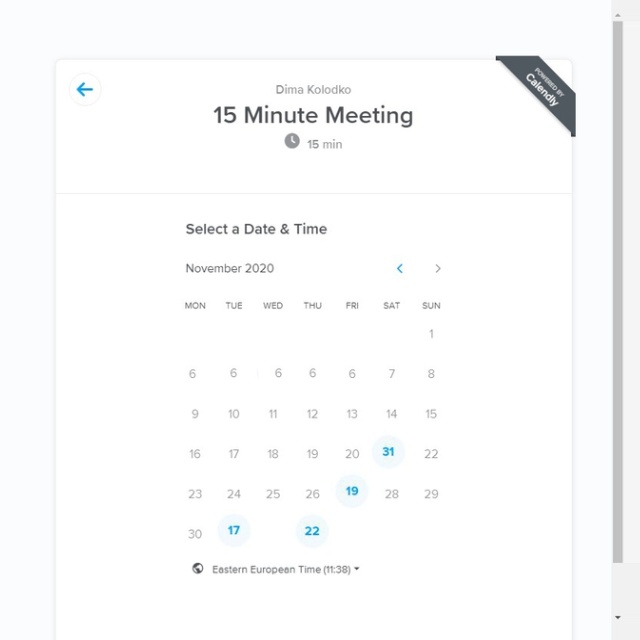 POWERED BY
Calendly
Dima Kolodko
15 Minute Meeting
15 min
Select a Date & Time
November 2020
MON TUE WED THU FRI SAT SUN
1
6 6 6 6 6 7 8
9 10 11 12 13 14 15
16 17 18 19 20 31 22
23 24 25 26 19 28 29
30 17 22
Eastern European Time (11:38)